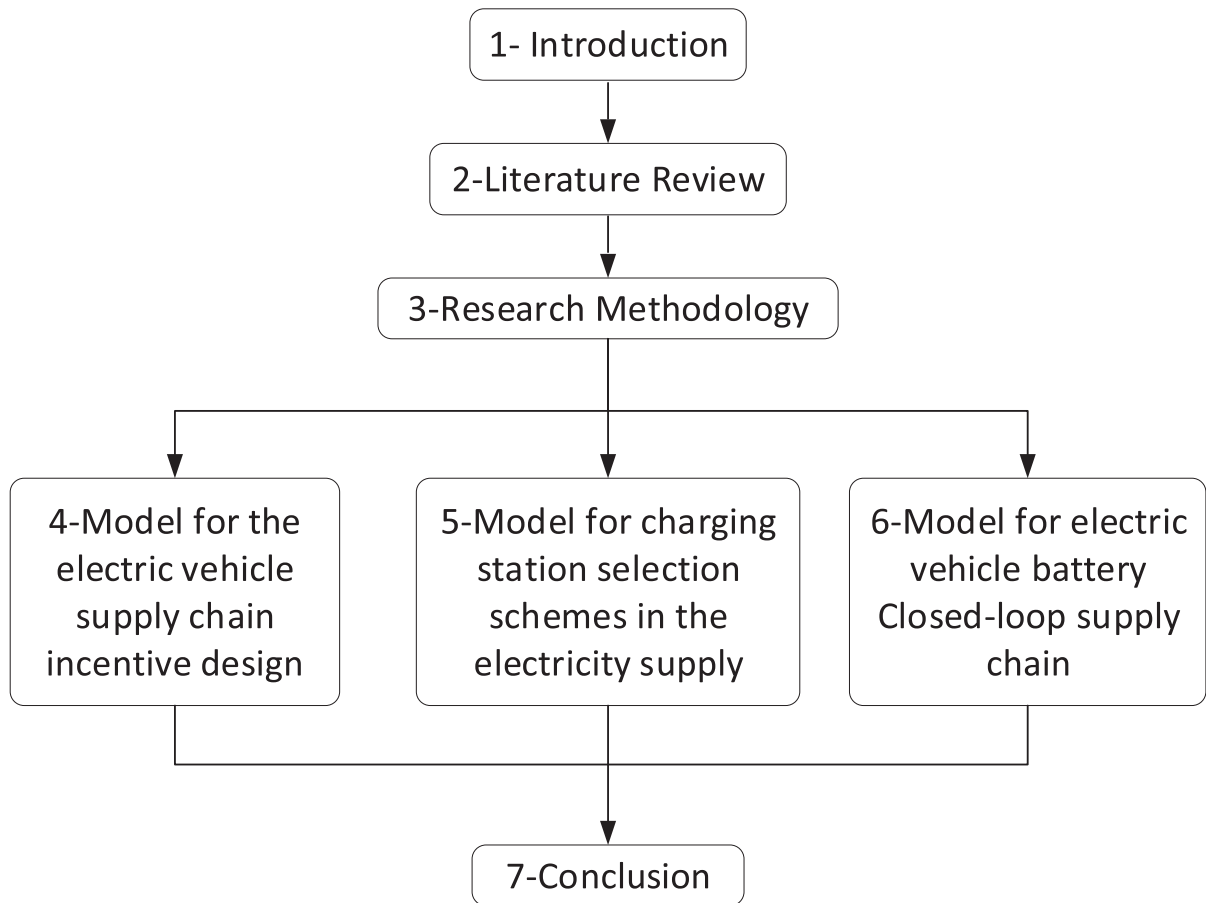 1- Introduction
2-Literature Review
3-Research Methodology
4-Model for the
electric vehicle
supply chain
incentive design
5-Model for charging
station selection
schemes in the
electricity supply
6-Model for electric
vehicle battery
Closed-loop supply
chain
7-Conclusion